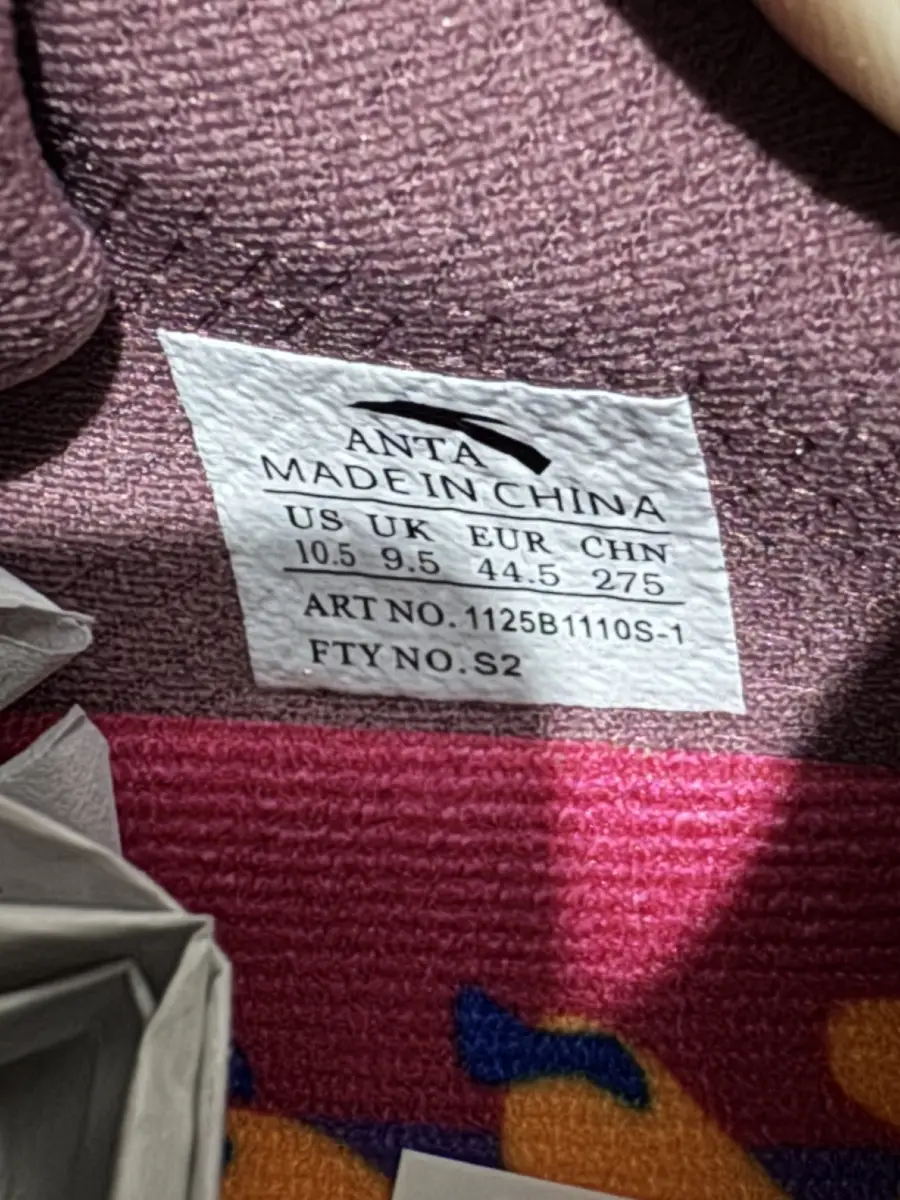 ANTA
MADE IN CHINA
US UK EUR CHN
10.5 9.5 44.5 275
ART NO. 1125B1110S-1
FTY NO. S2